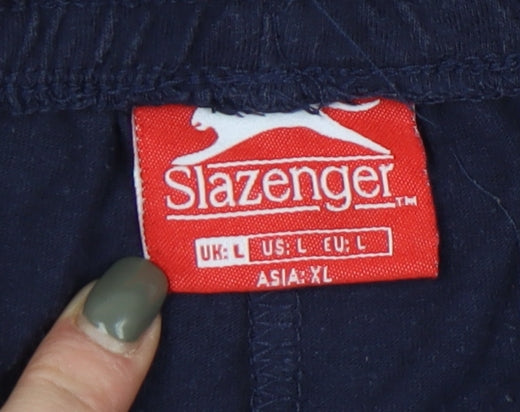 Slazenger™
UK: L US: L EU: L
ASIA: XL